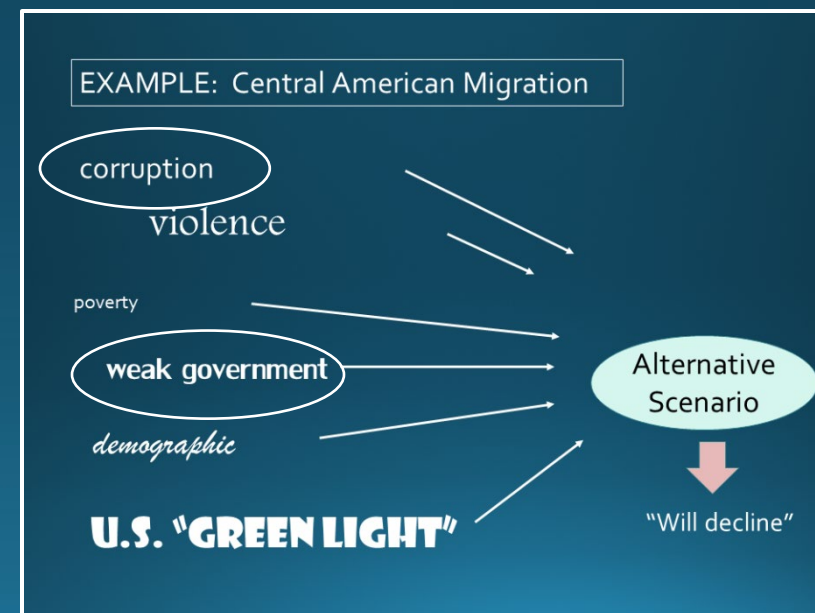 EXAMPLE: Central American Migration
corruption
violence
poverty
weak government
demographic
U.S. "GREEN LIGHT"
Alternative
Scenario
"Will decline"